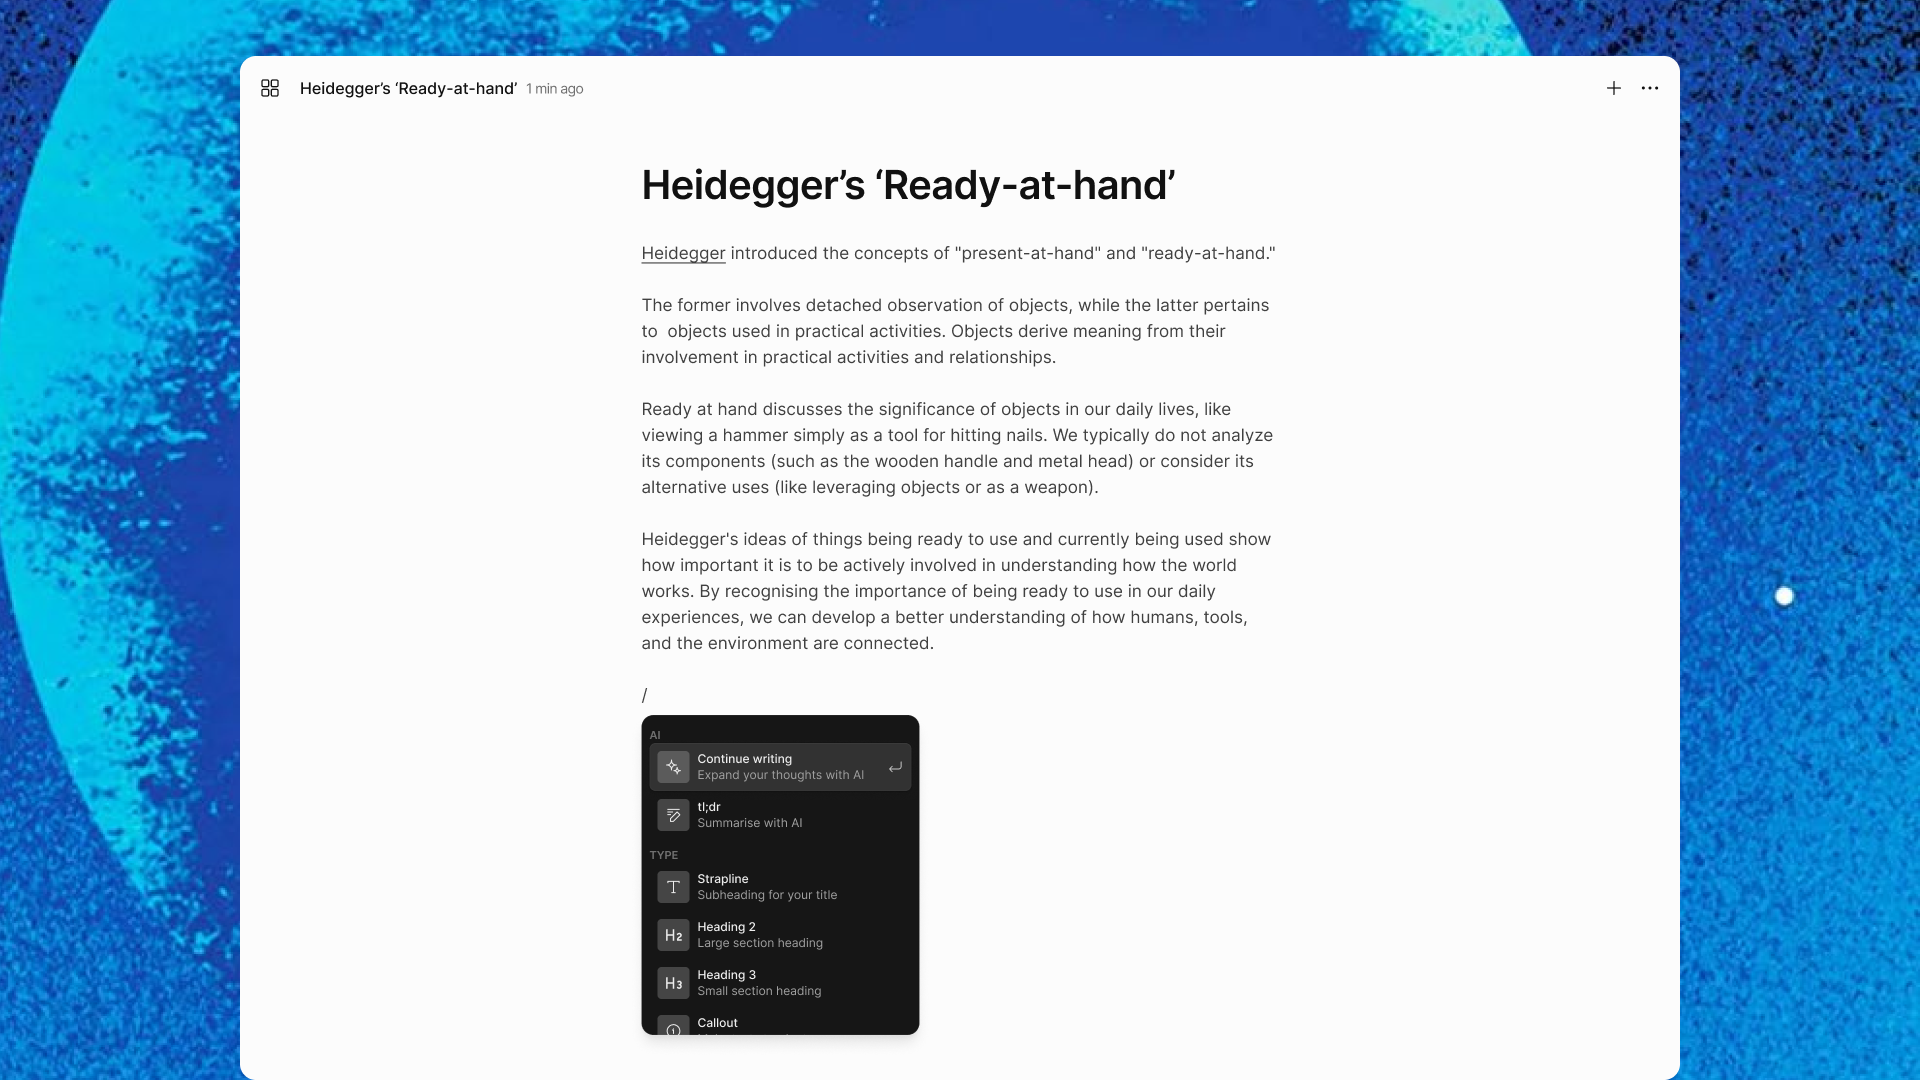 Heidegger’s ‘Ready-at-hand’ 1 min ago
Heidegger’s ‘Ready-at-hand’
Heidegger introduced the concepts of "present-at-hand" and "ready-at-hand."
The former involves detached observation of objects, while the latter pertains
to  objects used in practical activities. Objects derive meaning from their
involvement in practical activities and relationships.
Ready at hand discusses the significance of objects in our daily lives, like
viewing a hammer simply as a tool for hitting nails. We typically do not analyze
its components (such as the wooden handle and metal head) or consider its
alternative uses (like leveraging objects or as a weapon).
Heidegger's ideas of things being ready to use and currently being used show
how important it is to be actively involved in understanding how the world
works. By recognising the importance of being ready to use in our daily
experiences, we can develop a better understanding of how humans, tools,
and the environment are connected.
/
AI
Continue writing
Expand your thoughts with AI
tl;dr
Summarise with AI
TYPE
T
Strapline
Subheading for your title
H2
Heading 2
Large section heading
H3
Heading 3
Small section heading
Callout